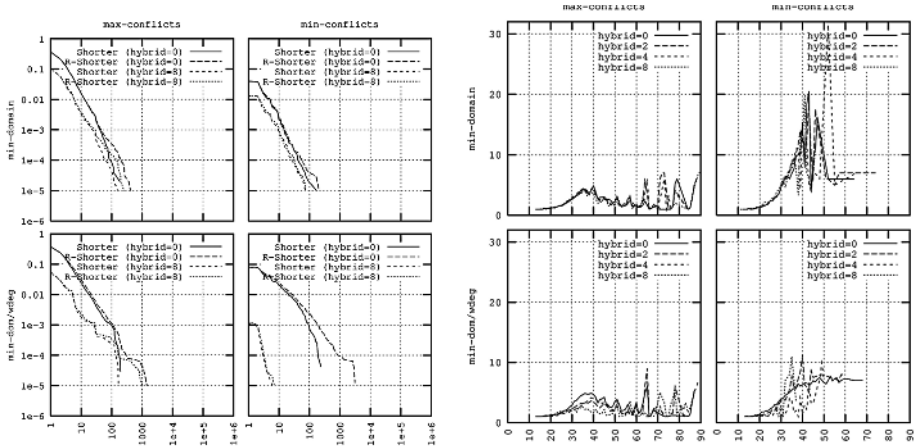 max-conflicts
min-conflicts
min-domain
1
0.1
0.01
1e-3
1e-4
1e-5
1e-6
Shorter (hybrid=0)
R-Shorter (hybrid=0)
Shorter (hybrid=8)
R-Shorter (hybrid=8)
Shorter (hybrid=0)
R-Shorter (hybrid=0)
Shorter (hybrid=8)
R-Shorter (hybrid=8)
min-dom/wdeg
1
0.1
0.01
1e-3
1e-4
1e-5
1e-6
Shorter (hybrid=0)
R-Shorter (hybrid=0)
Shorter (hybrid=8)
R-Shorter (hybrid=8)
Shorter (hybrid=0)
R-Shorter (hybrid=0)
Shorter (hybrid=8)
R-Shorter (hybrid=8)
1 10 100 1000 1e+4 1e+5 1e+6
1 10 100 1000 1e+4 1e+5 1e+6
max-conflicts
min-conflicts
min-domain
30
20
10
0
hybrid=0
hybrid=2
hybrid=4
hybrid=8
hybrid=0
hybrid=2
hybrid=4
hybrid=8
min-dom/wdeg
30
20
10
0
hybrid=0
hybrid=2
hybrid=4
hybrid=8
hybrid=0
hybrid=2
hybrid=4
hybrid=8
0 10 20 30 40 50 60 70 80 90
0 10 20 30 40 50 60 70 80 90